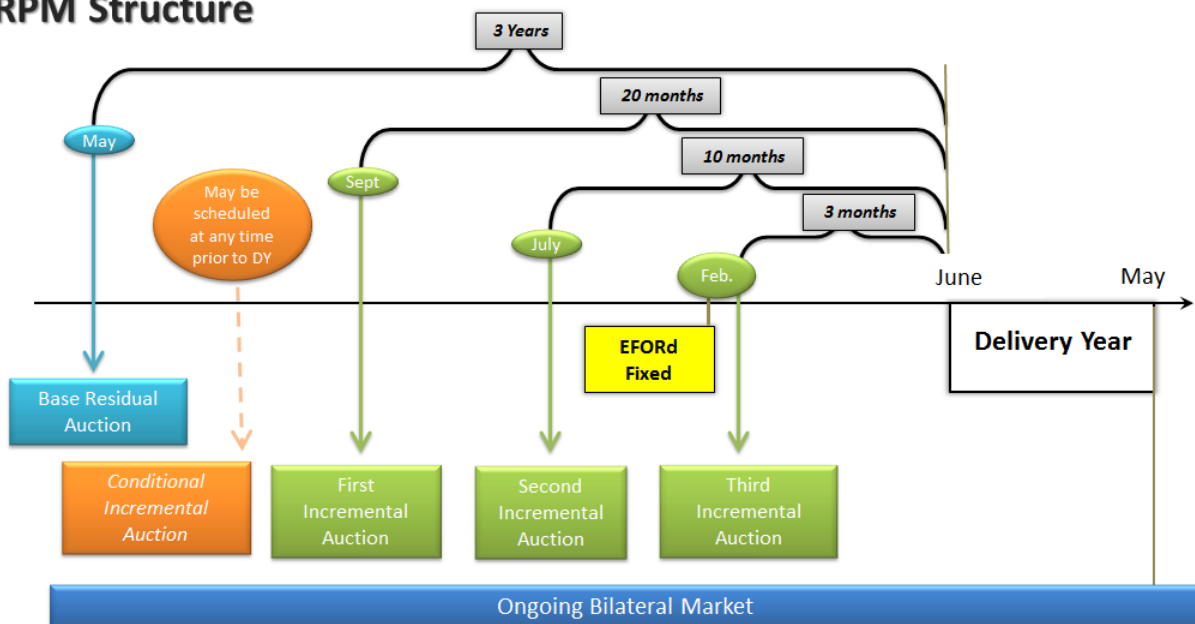 RPM Structure
3 Years
20 months
May
10 months
Sept
May be
scheduled
at any time
prior to DY
3 months
July
Feb.
June
May
EFORd
Fixed
Delivery Year
Base Residual
Auction
Conditional
Incremental
Auction
First
Incremental
Auction
Second
Incremental
Auction
Third
Incremental
Auction
Ongoing Bilateral Market